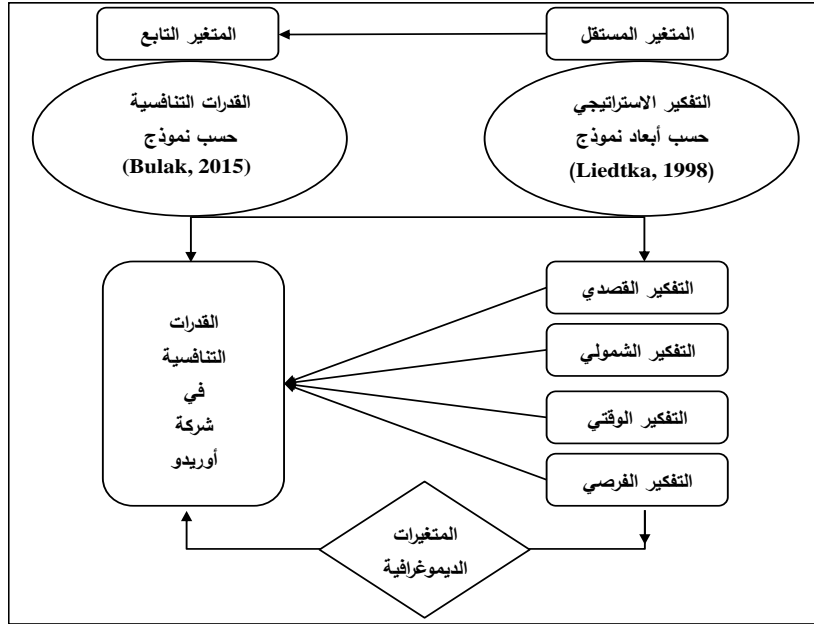 المتغير المستقل
المتغير التابع
التفكير الاستراتيجي
حسب أبعاد نموذج
(Liedtka, 1998)
القدرات التنافسية
حسب نموذج
(Bulak, 2015)
التفكير القصدي
التفكير الشمولي
التفكير الوقتي
التفكير الفرصي
القدرات
التنافسية
في
شركة
أوريدو
المتغيرات
الديموغرافية